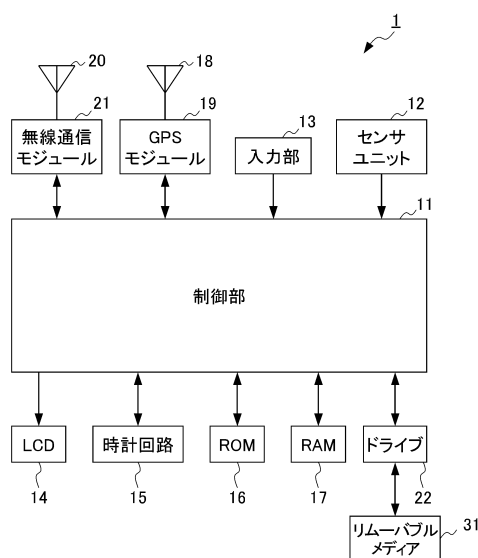 1
20
18
21
19
13
12
無線通信
モジュール
GPS
モジュール
入力部
センサ
ユニット
11
制御部
LCD
時計回路
ROM
RAM
ドライブ
14
15
16
17
22
31
リムーバブル
メディア